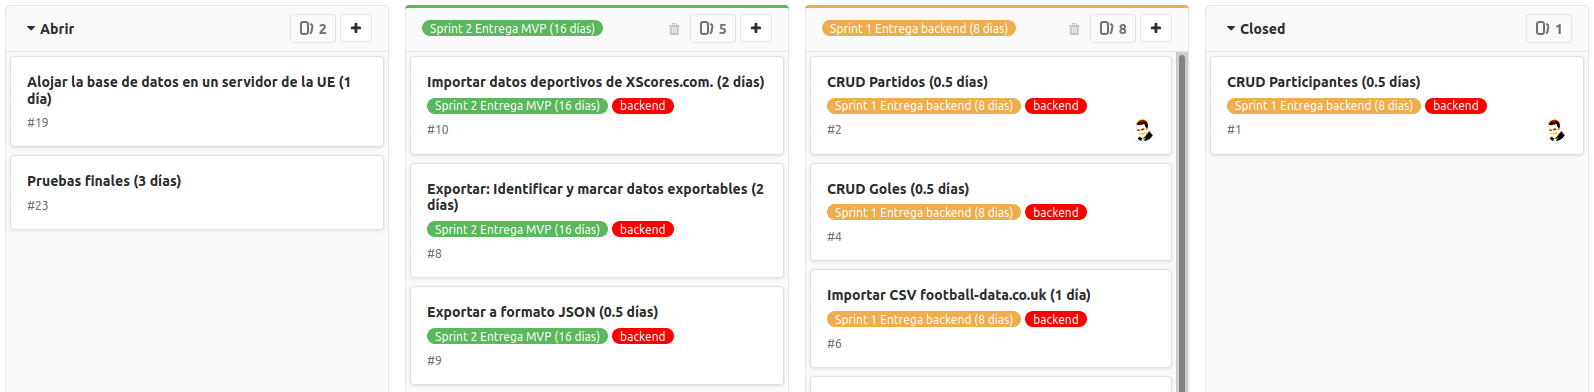 Abrir
2
Alojar la base de datos en un servidor de la UE (1
día)
#19
Pruebas finales (3 días)
#23
Sprint 2 Entrega MVP (16 días)
5
Importar datos deportivos de XScores.com. (2 días)
Sprint 2 Entrega MVP (16 días) backend
#10
Exportar: Identificar y marcar datos exportables (2
días)
Sprint 2 Entrega MVP (16 días) backend
#8
Exportar a formato JSON (0.5 días)
Sprint 2 Entrega MVP (16 días) backend
#9
Sprint 1 Entrega backend (8 dias)
8
CRUD Partidos (0.5 días)
Sprint 1 Entrega backend (8 dias) backend
#2
CRUD Goles (0.5 días)
Sprint 1 Entrega backend (8 dias) backend
#4
Importar CSV football-data.co.uk (1 día)
Sprint 1 Entrega backend (8 dias) backend
#6
Closed
1
CRUD Participantes (0.5 días)
Sprint 1 Entrega backend (8 dias) backend
#1